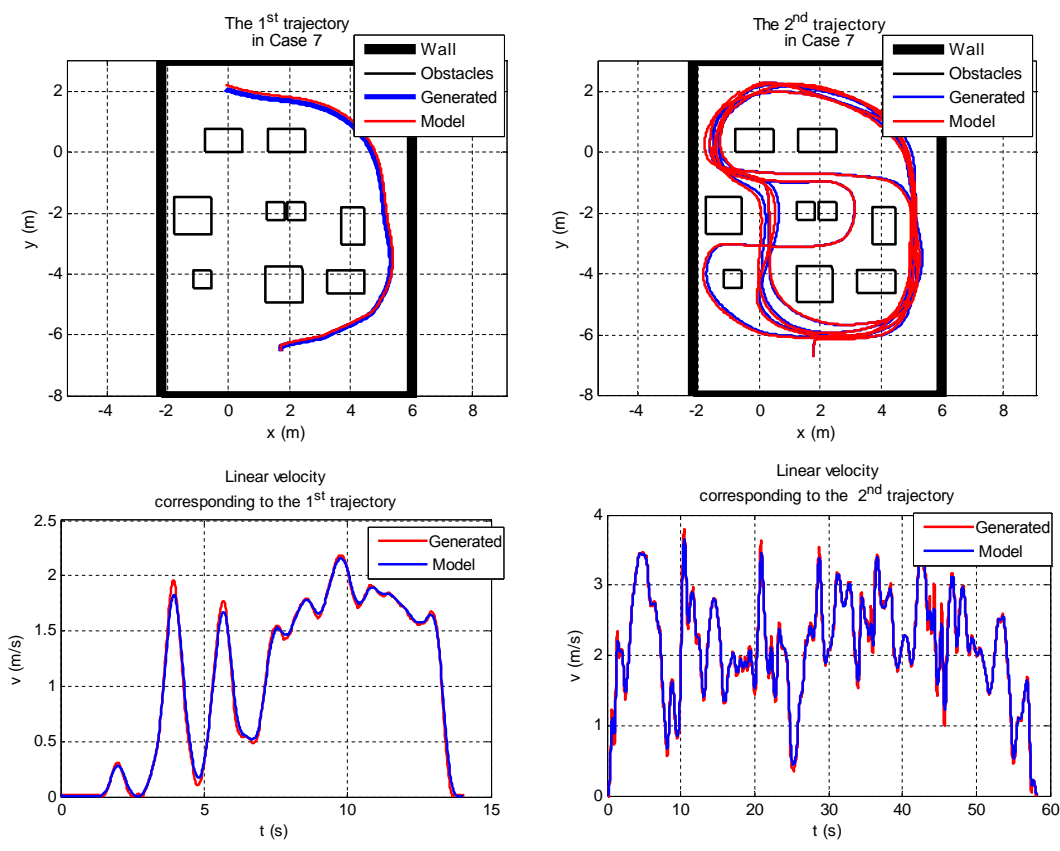 The 1st trajectory
in Case 7
Wall
Obstacles
Generated
Model
2
0
-2
-4
-6
-8
y (m)
-4
-2
0
2
4
6
8
x (m)
The 2nd trajectory
in Case 7
Wall
Obstacles
Generated
Model
2
0
-2
-4
-6
-8
y (m)
-4
-2
0
2
4
6
8
x (m)
Linear velocity
corresponding to the 1st trajectory
Generated
Model
2.5
2
1.5
1
0.5
0
v (m/s)
0
5
10
15
t (s)
Linear velocity
corresponding to the 2nd trajectory
Generated
Model
4
3
2
1
0
v (m/s)
0
10
20
30
40
50
60
t (s)